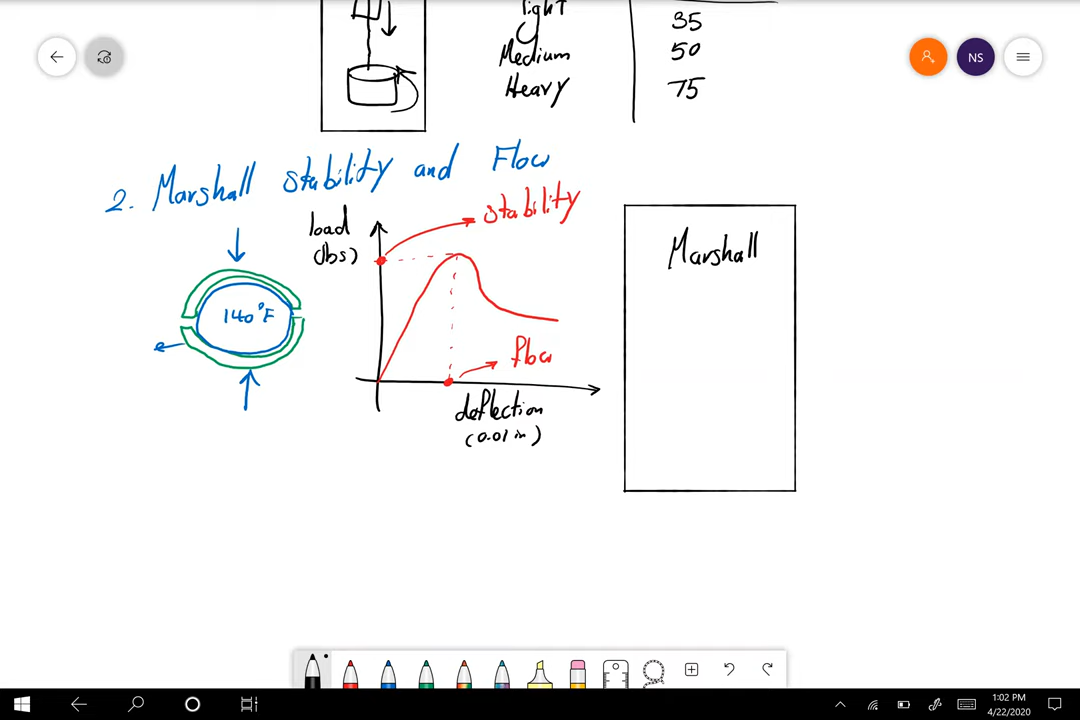 light
35
NS
Medium
50
Heavy
75
2. Marshall Stability and Flow
stability
load
(lbs)
Marshall
140°F
flow
deflection
(0.01 in)
1:02 PM
4/22/2020